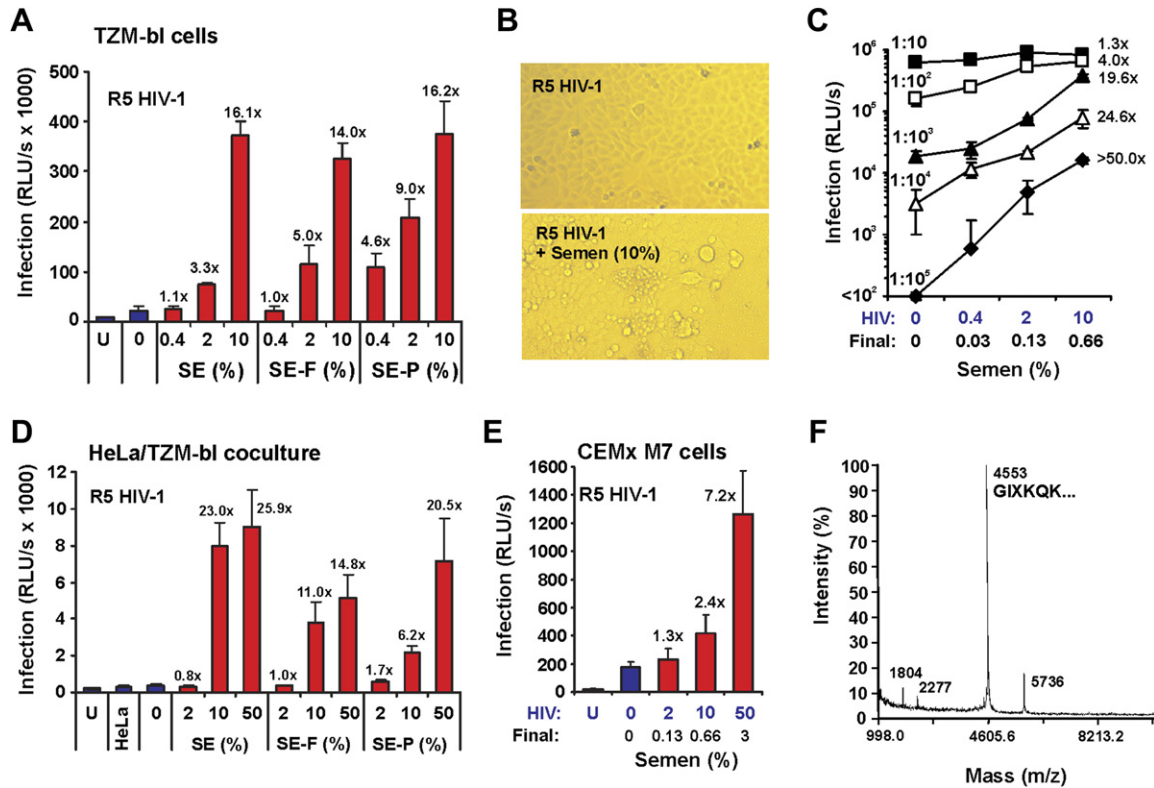 A
TZM-bl cells
R5 HIV-1
Infection (RLU/s x 1000)
500
400
300
200
100
0
1.1x
3.3x
16.1x
1.0x
5.0x
14.0x
4.6x
9.0x
16.2x
U 0 0.4 2 10 0.4 2 10 0.4 2 10
SE (%) SE-F (%) SE-P (%)
B
R5 HIV-1
R5 HIV-1
+ Semen (10%)
C
Infection (RLU/s)
10⁶
10⁵
10⁴
10³
<10²
1:10
1:10²
1:10³
1:10⁴
1:10⁵
1.3x
4.0x
19.6x
24.6x
>50.0x
HIV: 0 0.4 2 10
Final: 0 0.03 0.13 0.66
Semen (%)
D
HeLa/TZM-bl coculture
R5 HIV-1
Infection (RLU/s x 1000)
12
10
8
6
4
2
0
0.8x
23.0x
25.9x
1.0x
11.0x
14.8x
1.7x
6.2x
20.5x
U HeLa 0 2 10 50 2 10 50 2 10 50
SE (%) SE-F (%) SE-P (%)
E
CEMx M7 cells
R5 HIV-1
Infection (RLU/s)
1600
1400
1200
1000
800
600
400
200
0
1.3x
2.4x
7.2x
HIV: U 0 2 10 50
Final: 0 0.13 0.66 3
Semen (%)
F
Intensity (%)
100
90
80
70
60
50
40
30
20
10
0
4553
GIXKQK...
1804
2277
5736
998.0 4605.6 8213.2
Mass (m/z)